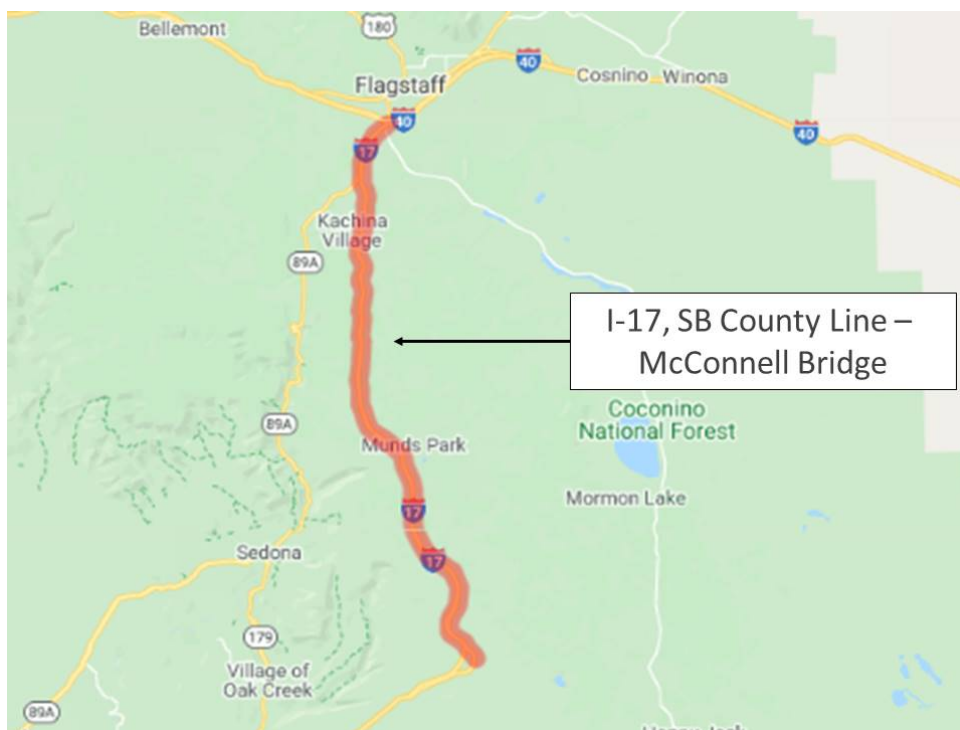 Bellemont
180
Flagstaff
40
Cosnino
Winona
40
40
17
Kachina
Village
89A
I-17, SB County Line –
McConnell Bridge
89A
Coconino
National Forest
Munds Park
Mormon Lake
17
Sedona
17
179
Village of
Oak Creek
89A